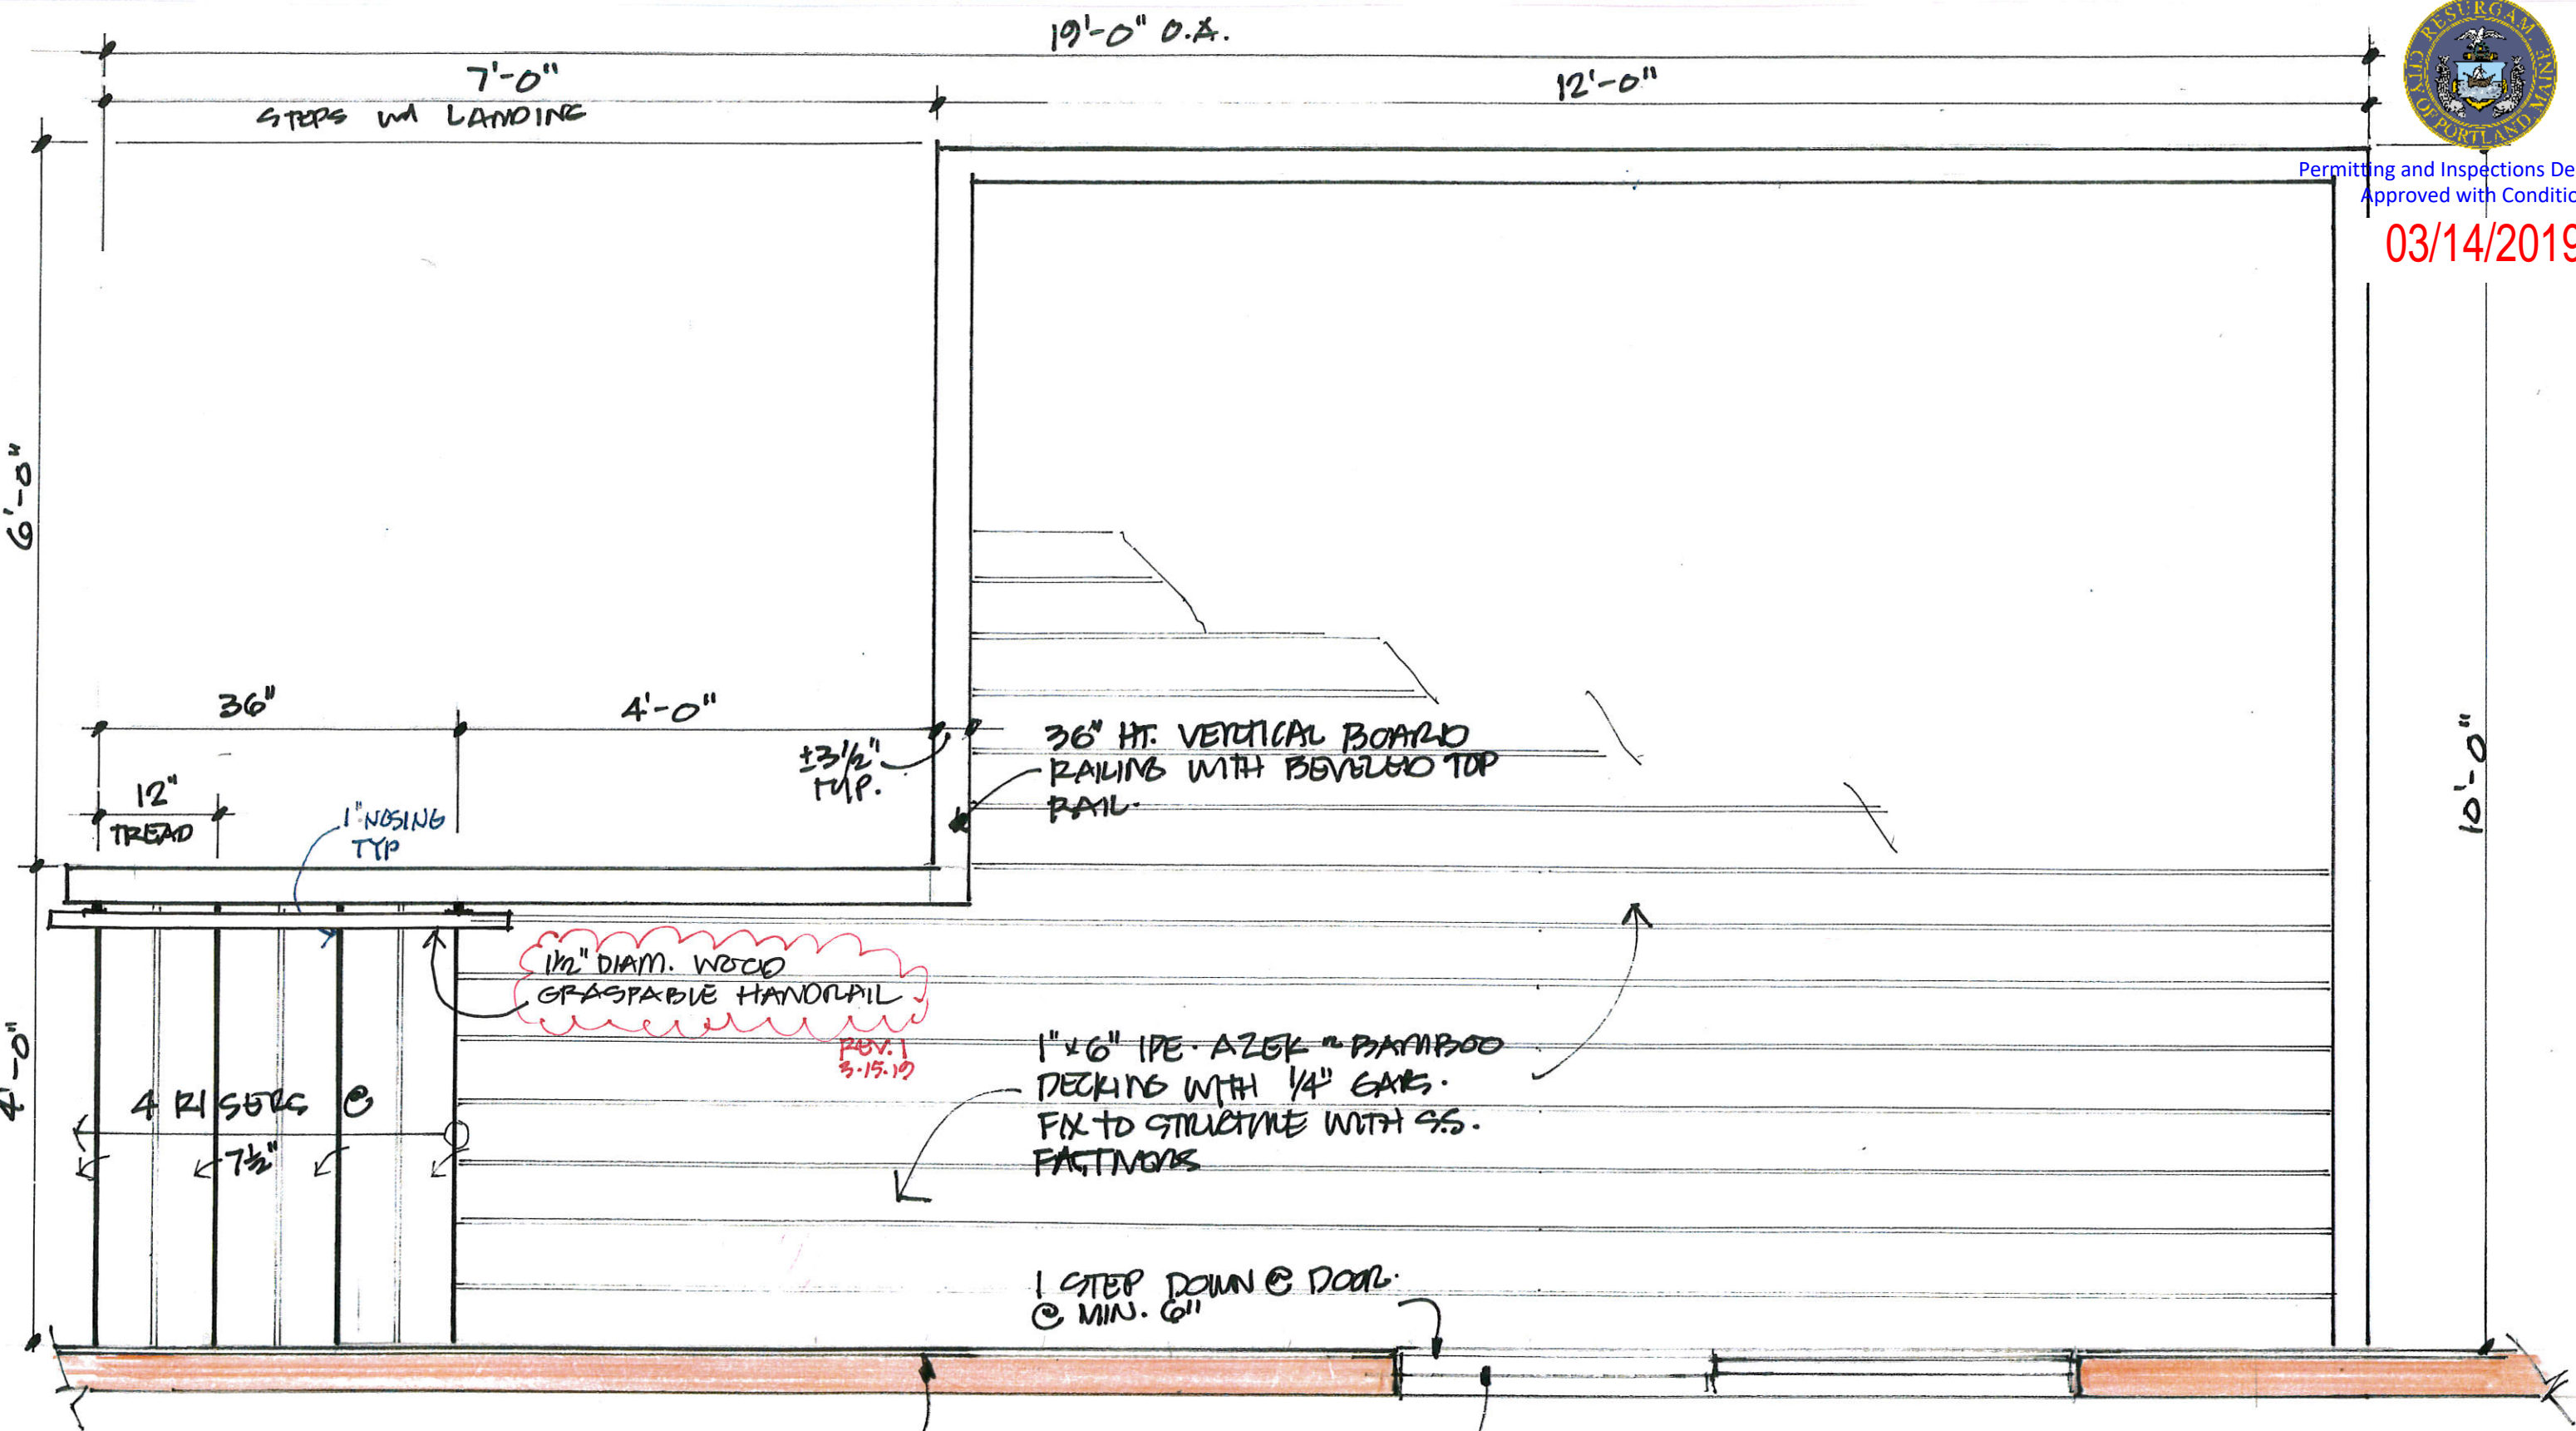 19'-0" O.A.
7'-0"
12'-0"
STEPS w/ LANDING
RESURGAM
CITY OF PORTLAND, MAINE
Permitting and Inspections De
Approved with Conditio
03/14/2019
6'-0"
36"
4'-0"
±3½"
TYP.
36" HT. VERTICAL BOARD
RAILING WITH BEVELED TOP
RAIL.
12"
TREAD
1" NOSING
TYP
10'-0"
1½" DIAM. WOOD
GRASPABLE HANDRAIL
REV. 1
3.15.19
4'-0"
4 RISERS @
7½"
1" x 6" IPE. AZEK or BAMBOO
DECKING WITH 1/4" GAPS.
FIX TO STRUCTURE WITH S.S.
1 STEP DOWN @ DOOR.
@ MIN. 6"